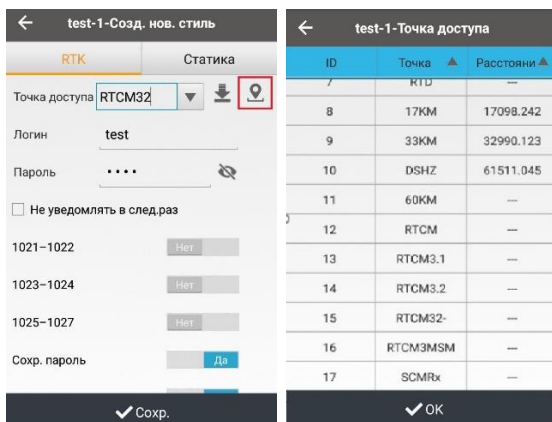 test-1-Созд. нов. стиль
RTK
Статика
Точка доступа RTCM32
Логин test
Пароль ····
Не уведомлять в след.раз
1021–1022 Нет
1023–1024 Нет
1025–1027 Нет
Сохр. пароль Да
Сохр.
test-1-Точка доступа
ID Точка Расстояни
7 RTD ---
8 17KM 17098.242
9 33KM 32990.123
10 DSHZ 61511.045
11 60KM ---
12 RTCM ---
13 RTCM3.1 ---
14 RTCM3.2 ---
15 RTCM32- ---
16 RTCM3MSM ---
17 SCMRx ---
OK